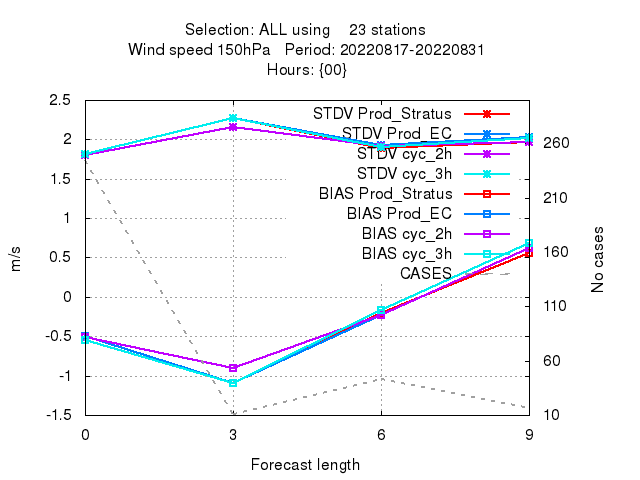 Selection: ALL using    23 stations
Wind speed 150hPa   Period: 20220817-20220831
Hours: {00}
STDV Prod_Stratus
STDV Prod_EC
STDV cyc_2h
STDV cyc_3h
BIAS Prod_Stratus
BIAS Prod_EC
BIAS cyc_2h
BIAS cyc_3h
CASES
2.5
2
1.5
1
0.5
0
-0.5
-1
-1.5
m/s
260
210
160
110
60
10
No cases
0 3 6 9
Forecast length